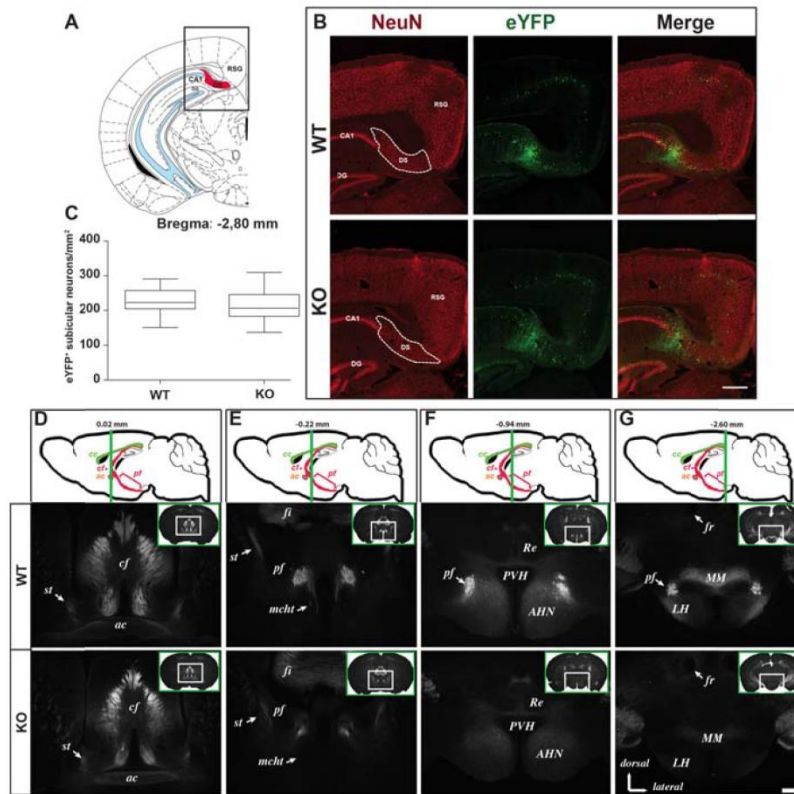 A
RSG
CA1
DS
Bregma: -2,80 mm
B
NeuN
eYFP
Merge
WT
RSG
CA1
DS
DG
KO
RSG
CA1
DS
DG
C
eYFP+ subicular neurons/mm²
400
300
200
100
0
WT
KO
D
0.02 mm
cc
cf
ac
pf
E
-0.22 mm
cc
cf
ac
pf
F
-0.94 mm
cc
cf
ac
pf
G
-2.60 mm
cc
cf
ac
pf
WT
cf
st
ac
fi
st
pf
mcht
Re
pf
PVH
AHN
fr
pf
MM
LH
KO
cf
st
ac
fi
st
pf
mcht
Re
PVH
AHN
fr
MM
LH
dorsal
lateral